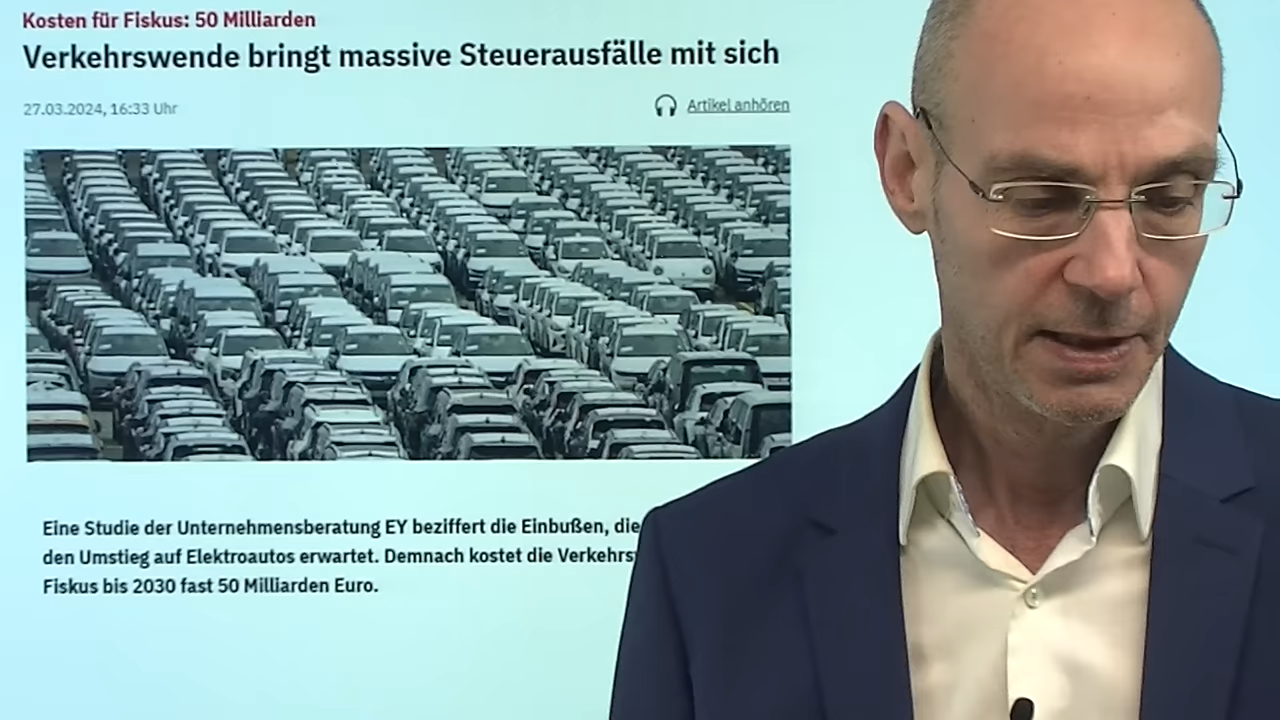 Kosten für Fiskus: 50 Milliarden
Verkehrswende bringt massive Steuerausfälle mit sich
27.03.2024, 16:33 Uhr
Artikel anhören
Eine Studie der Unternehmensberatung EY beziffert die Einbußen, die
den Umstieg auf Elektroautos erwartet. Demnach kostet die
Fiskus bis 2030 fast 50 Milliarden Euro.